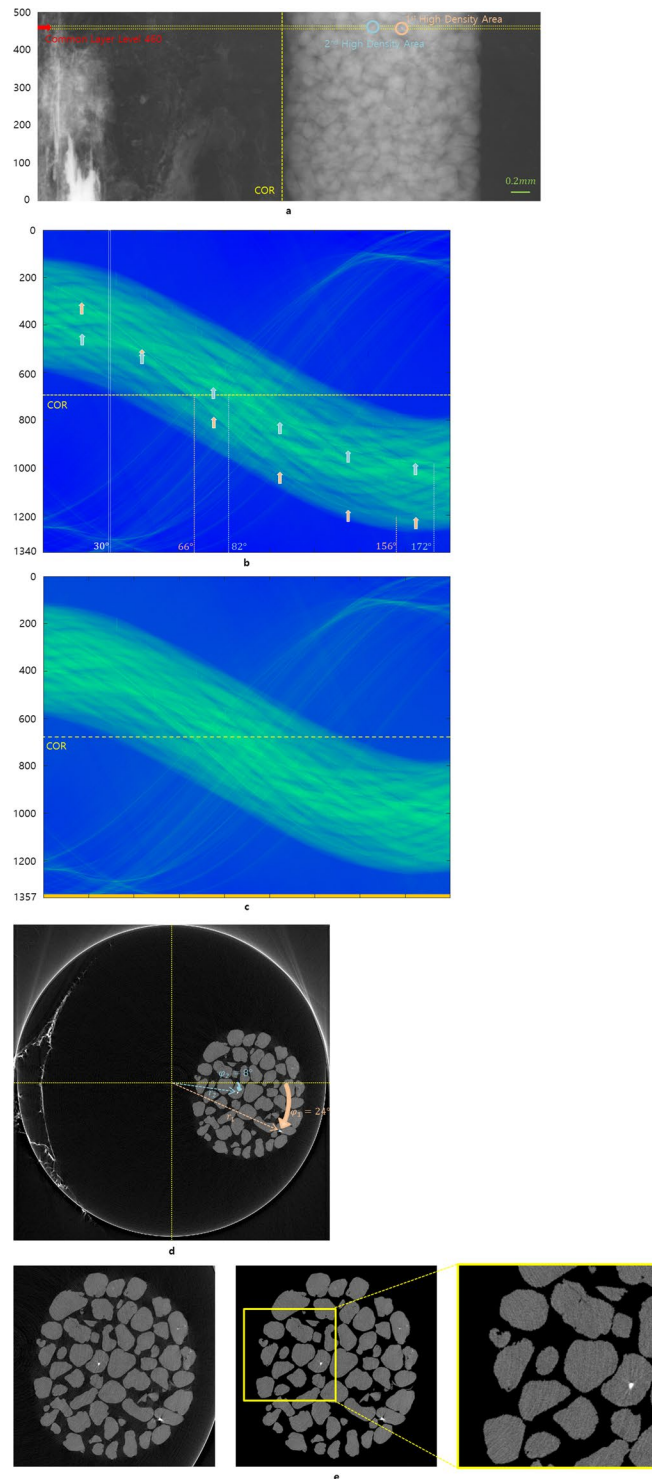 500
400
300
200
100
0
1st High Density Area
2nd High Density Area
COR
0.2mm
a
0
200
400
600
800
1000
1200
1340
COR
30°
66°
82°
156°
172°
b
0
200
400
600
800
1000
1200
1357
COR
c
φ₂ = 8°
φ₁ = 24°
d
e